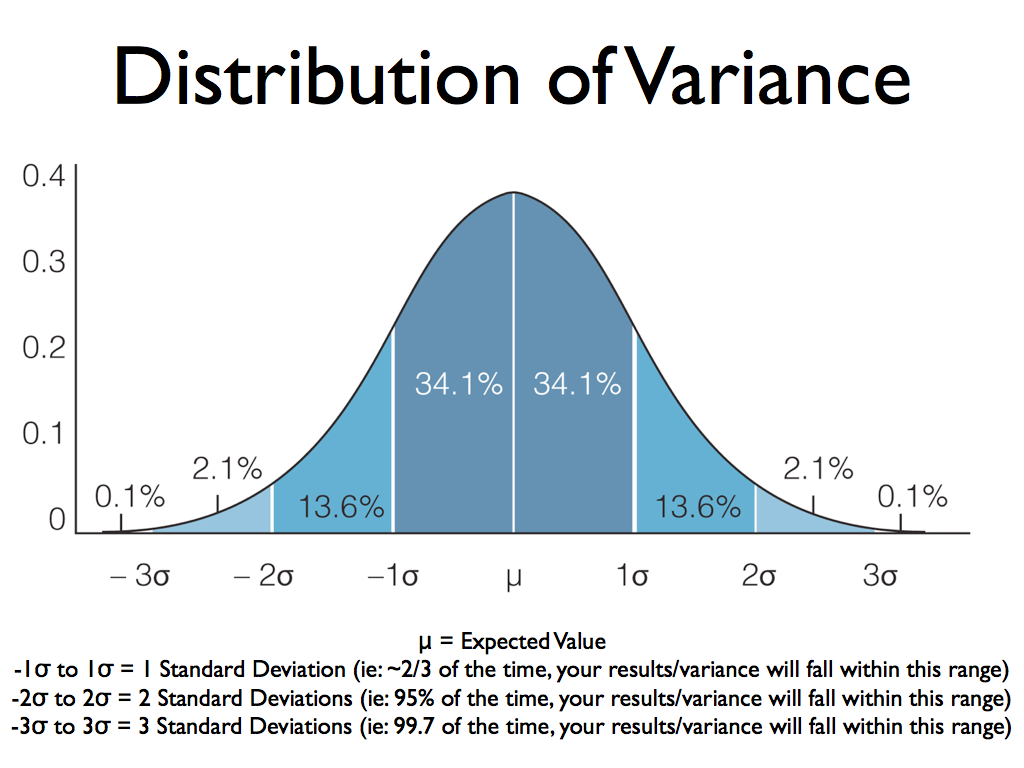 Distribution of Variance
0.4
0.3
0.2
0.1
0
34.1% 34.1%
2.1% 2.1%
0.1% 0.1%
13.6% 13.6%
– 3σ – 2σ –1σ μ 1σ 2σ 3σ
μ = Expected Value
-1σ to 1σ = 1 Standard Deviation (ie: ~2/3 of the time, your results/variance will fall within this range)
-2σ to 2σ = 2 Standard Deviations (ie: 95% of the time, your results/variance will fall within this range)
-3σ to 3σ = 3 Standard Deviations (ie: 99.7 of the time, your results/variance will fall within this range)